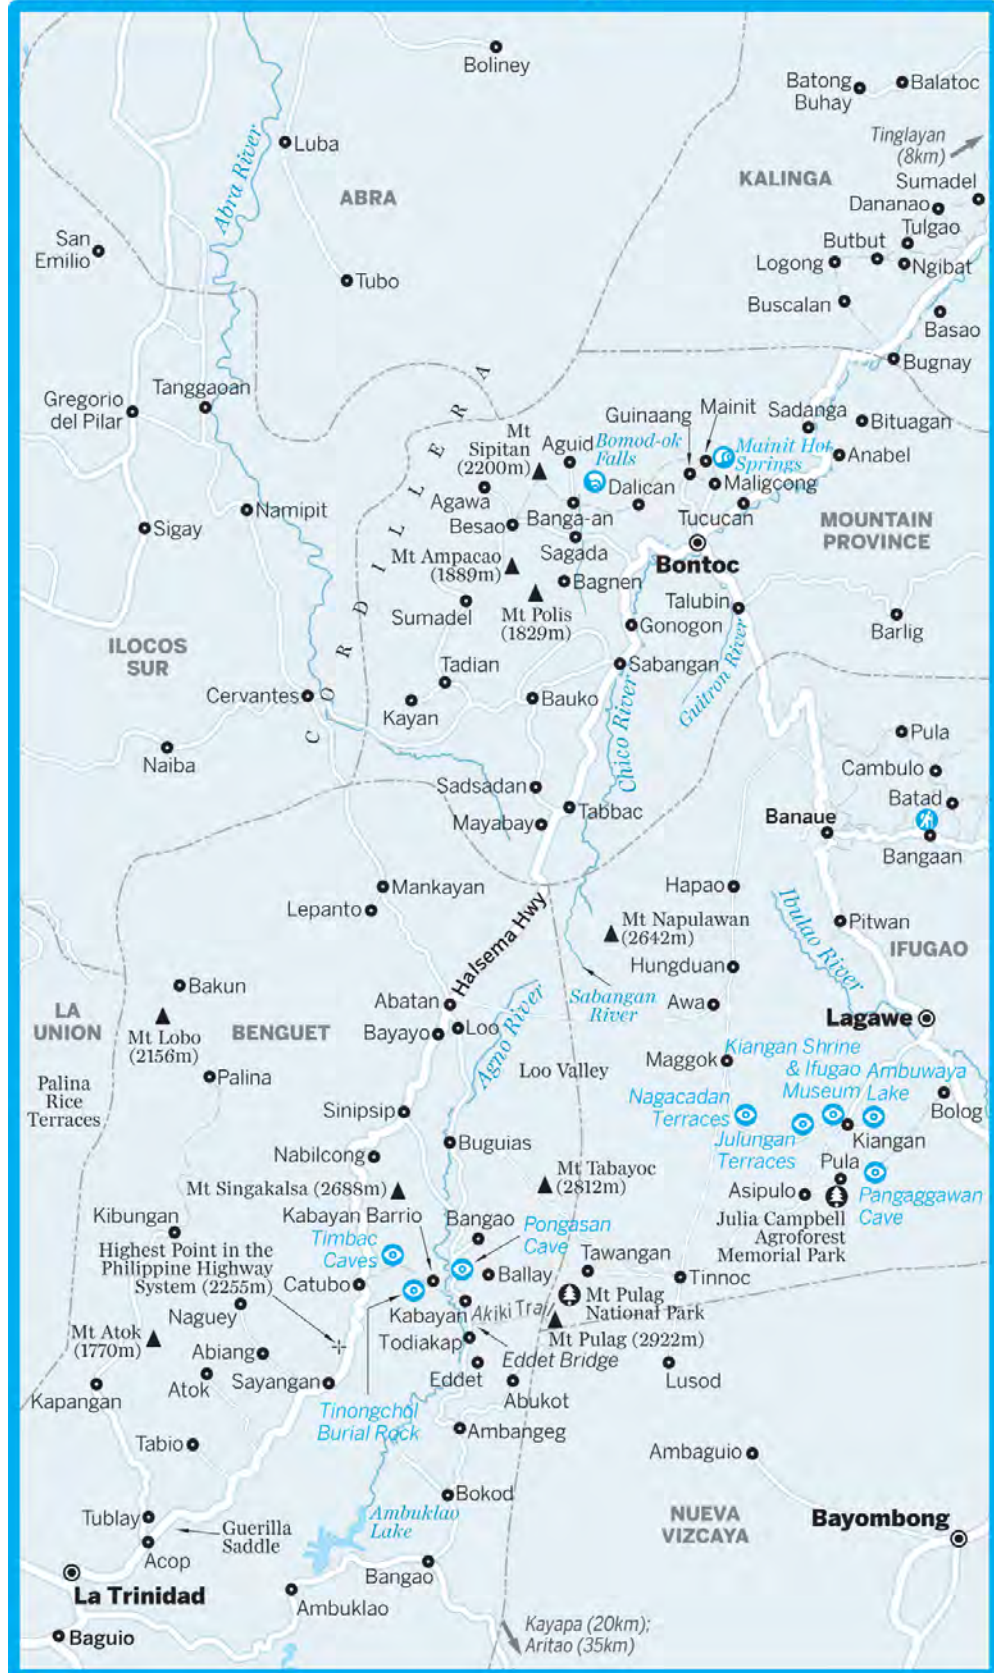 Boliney
Batong
Buhay
Balatoc
Abra River
Luba
Tinglayan
(8km)
ABRA
KALINGA
Sumadel
Dananao
Tulgao
San
Emilio
Butbut
Logong
Ngibat
Tubo
Buscalan
Basao
Bugnay
CORDILLERA
Tanggaoan
Gregorio
del Pilar
Guinaang
Mainit
Sadanga
Bituagan
Mt
Sipitan
(2200m)
Aguid
Bomod-ok
Falls
Mainit Hot
Springs
Anabel
Agawa
Dalican
Maligcong
Namipit
Besao
Banga-an
Tucucan
Sigay
MOUNTAIN
PROVINCE
Sagada
Mt Ampacao
(1889m)
Bontoc
Bagnen
Sumadel
Mt Polis
(1829m)
Talubin
Gonogon
Barlig
ILOCOS
SUR
Guitron River
Tadian
Sabangan
Cervantes
Kayan
Bauko
Chico River
Pula
Naiba
Cambulo
Sadsadan
Batad
Mayabay
Tabbac
Banaue
Bangaan
Mankayan
Hapao
Lepanto
Halsema Hwy
Ibulao River
Mt Napulawan
(2642m)
Pitwan
IFUGAO
Hungduan
Bakun
Sabangan
River
LA
UNION
Abatan
Awa
Lagawe
Mt Lobo
(2156m)
BENGUET
Bayayo
Loo
Agno River
Loo Valley
Maggok
Kiangan Shrine
& Ifugao
Museum
Ambuwaya
Lake
Palina
Rice
Terraces
Palina
Nagacadan
Terraces
Bolog
Sinipsip
Julungan
Terraces
Kiangan
Buguias
Nabilcong
Mt Tabayoc
(2812m)
Pula
Mt Singakalsa (2688m)
Asipulo
Pangaggawan
Cave
Kabayan Barrio
Bangao
Pongasan
Cave
Julia Campbell
Agroforest
Memorial Park
Kibungan
Timbac
Caves
Highest Point in the
Philippine Highway
System (2255m)
Tawangan
Catubo
Ballay
Tinnoc
Naguey
Kabayan
Akiki Trail
Mt Pulag
National Park
Mt Atok
(1770m)
Todiakap
Mt Pulag (2922m)
Abiang
Eddet Bridge
Atok
Sayangan
Eddet
Lusod
Kapangan
Abukot
Tinongchol
Burial Rock
Ambangeg
Tabio
Ambaguio
Bokod
Tublay
Guerilla
Saddle
Ambuklao
Lake
NUEVA
VIZCAYA
Bayombong
Acop
Bangao
La Trinidad
Ambuklao
Kayapa (20km);
Aritao (35km)
Baguio